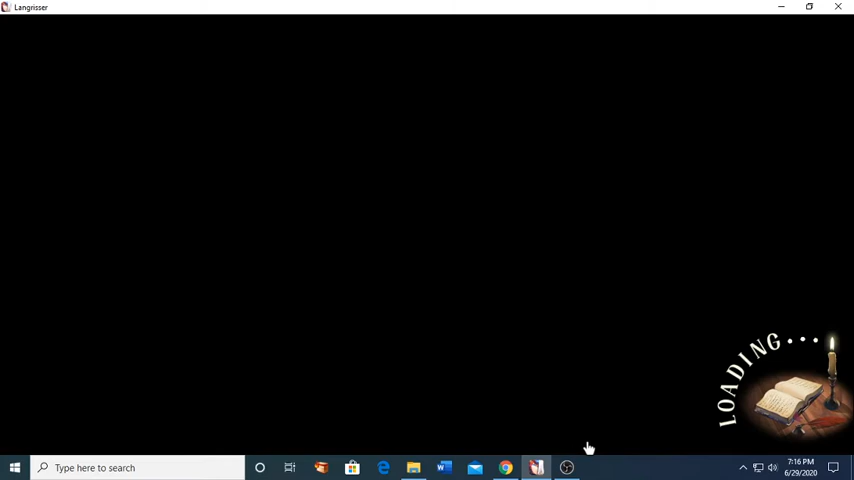 Langrisser
LOADING...
Type here to search
7:16 PM
6/29/2020